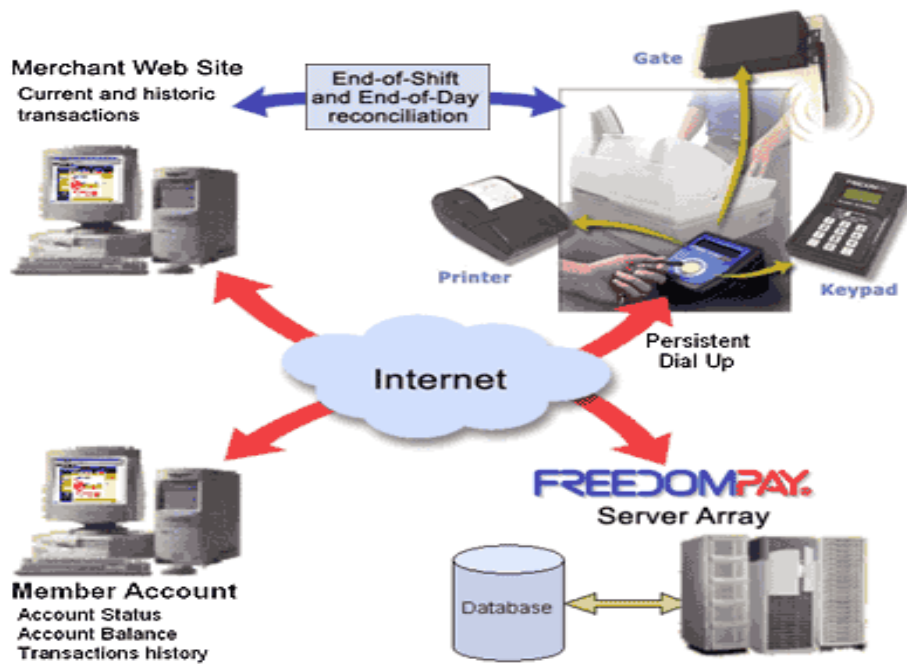 Merchant Web Site
Current and historic
transactions
End-of-Shift
and End-of-Day
reconciliation
Gate
Printer
Keypad
Persistent
Dial Up
Internet
FREEDOMPAY.
Server Array
Database
Member Account
Account Status
Account Balance
Transactions history